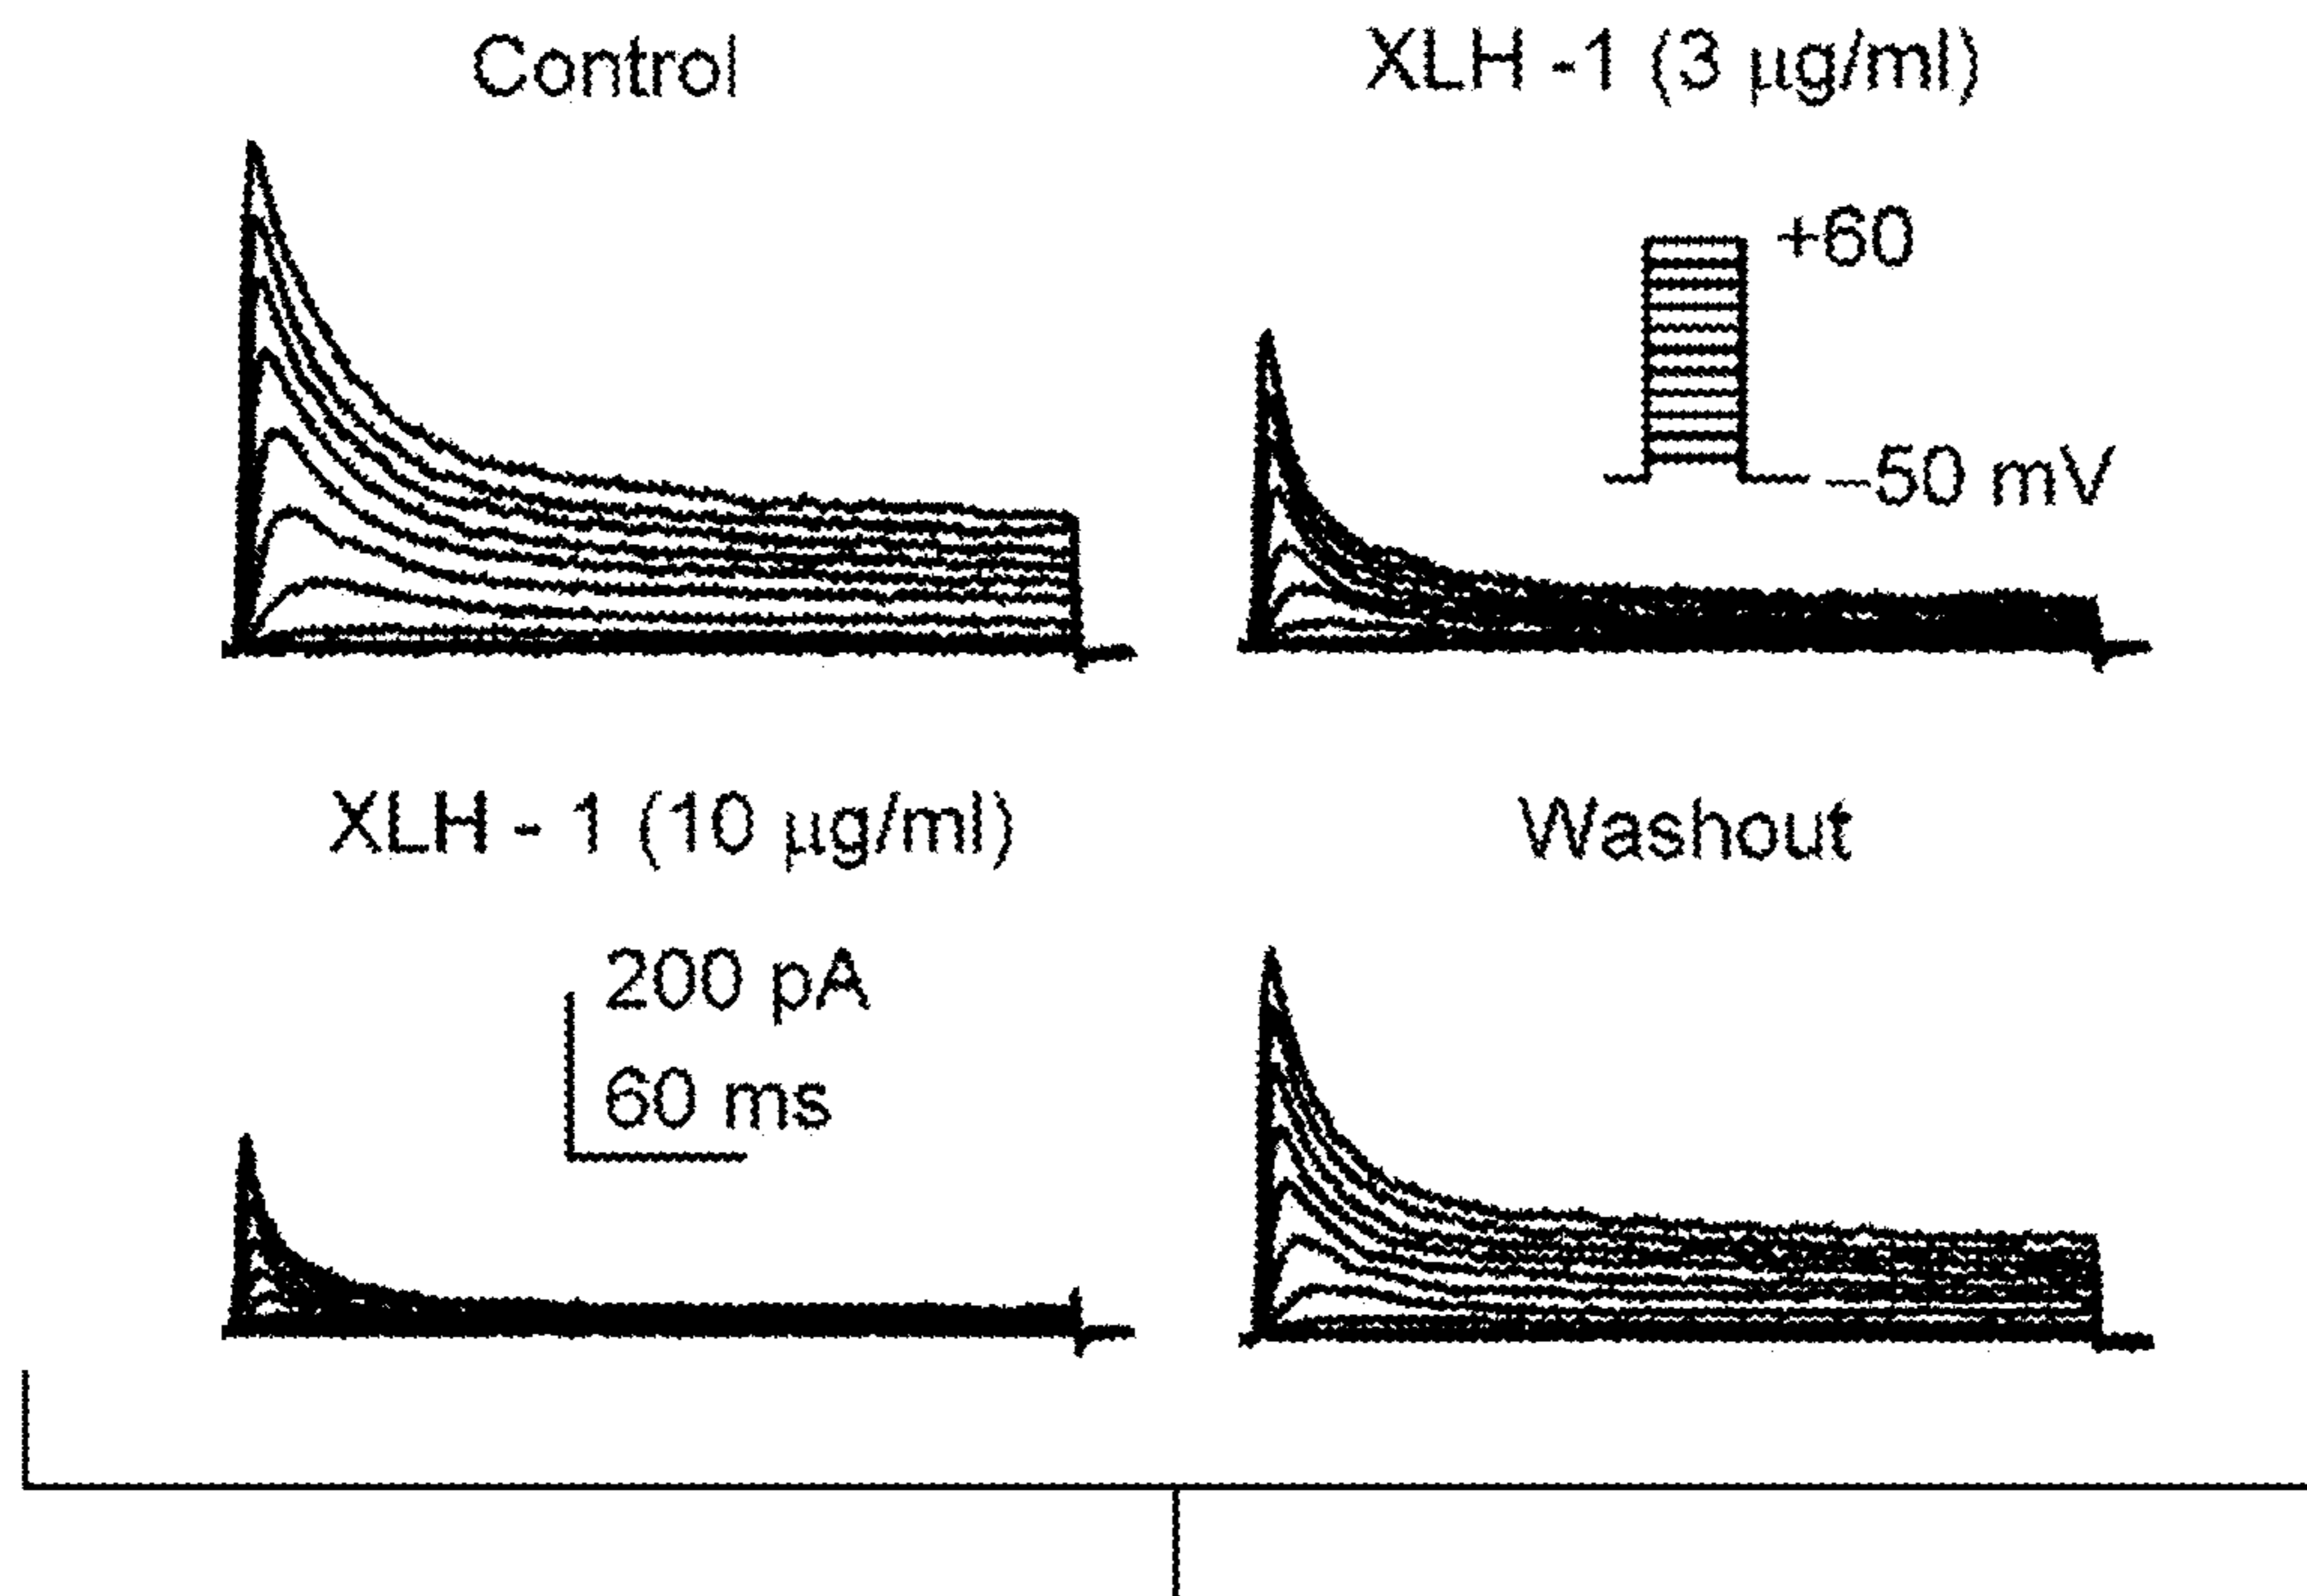 Control
XLH -1 (3 µg/ml)
+60
–50 mV
XLH - 1 (10 µg/ml)
Washout
200 pA
60 ms